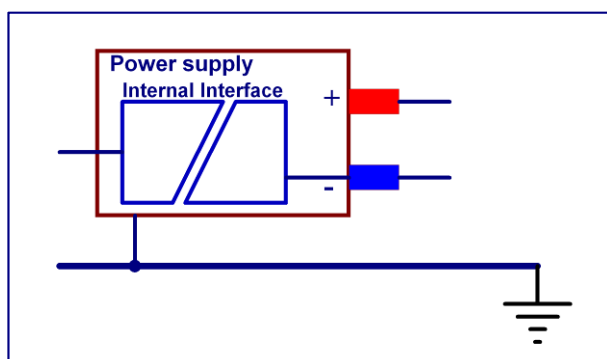 Power supply
Internal Interface
+
-